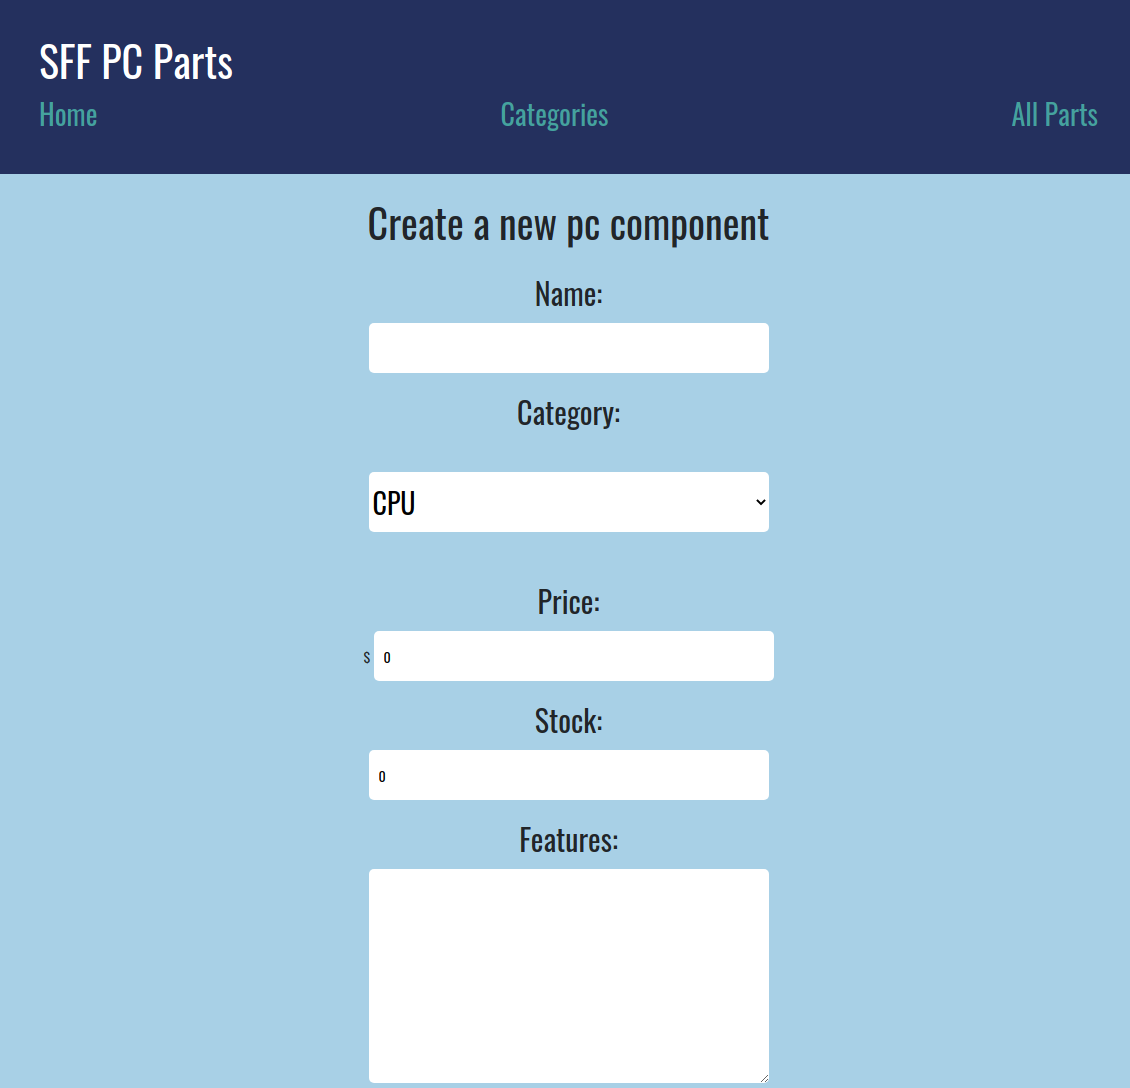 SFF PC Parts
Home Categories All Parts
Create a new pc component
Name:
Category:
CPU
Price:
$ 0
Stock:
0
Features: